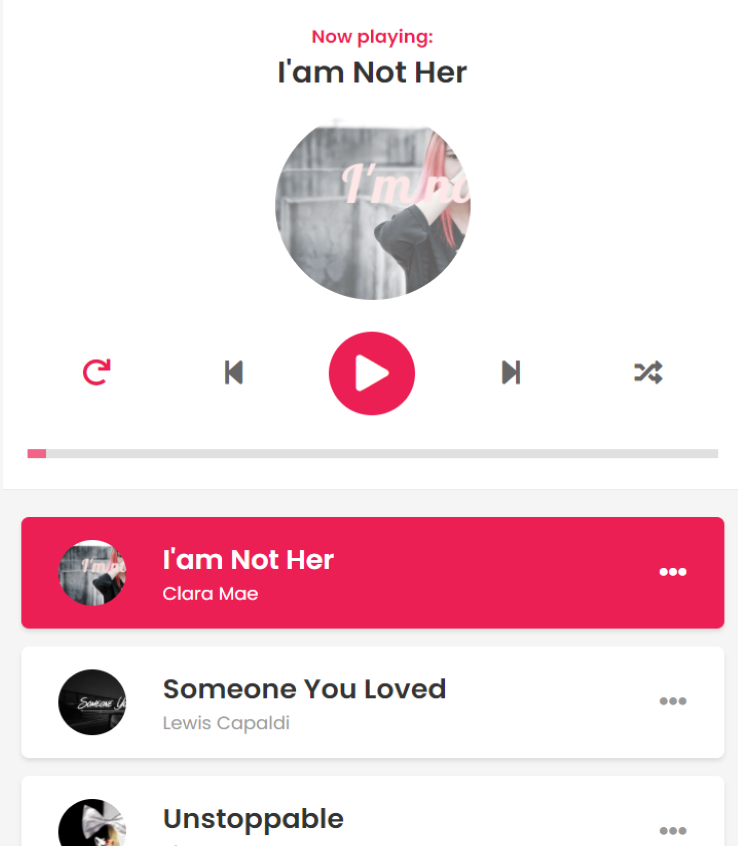 Now playing:
I'am Not Her
I'm no
I'am Not Her
Clara Mae
Someone You Loved
Lewis Capaldi
Unstoppable